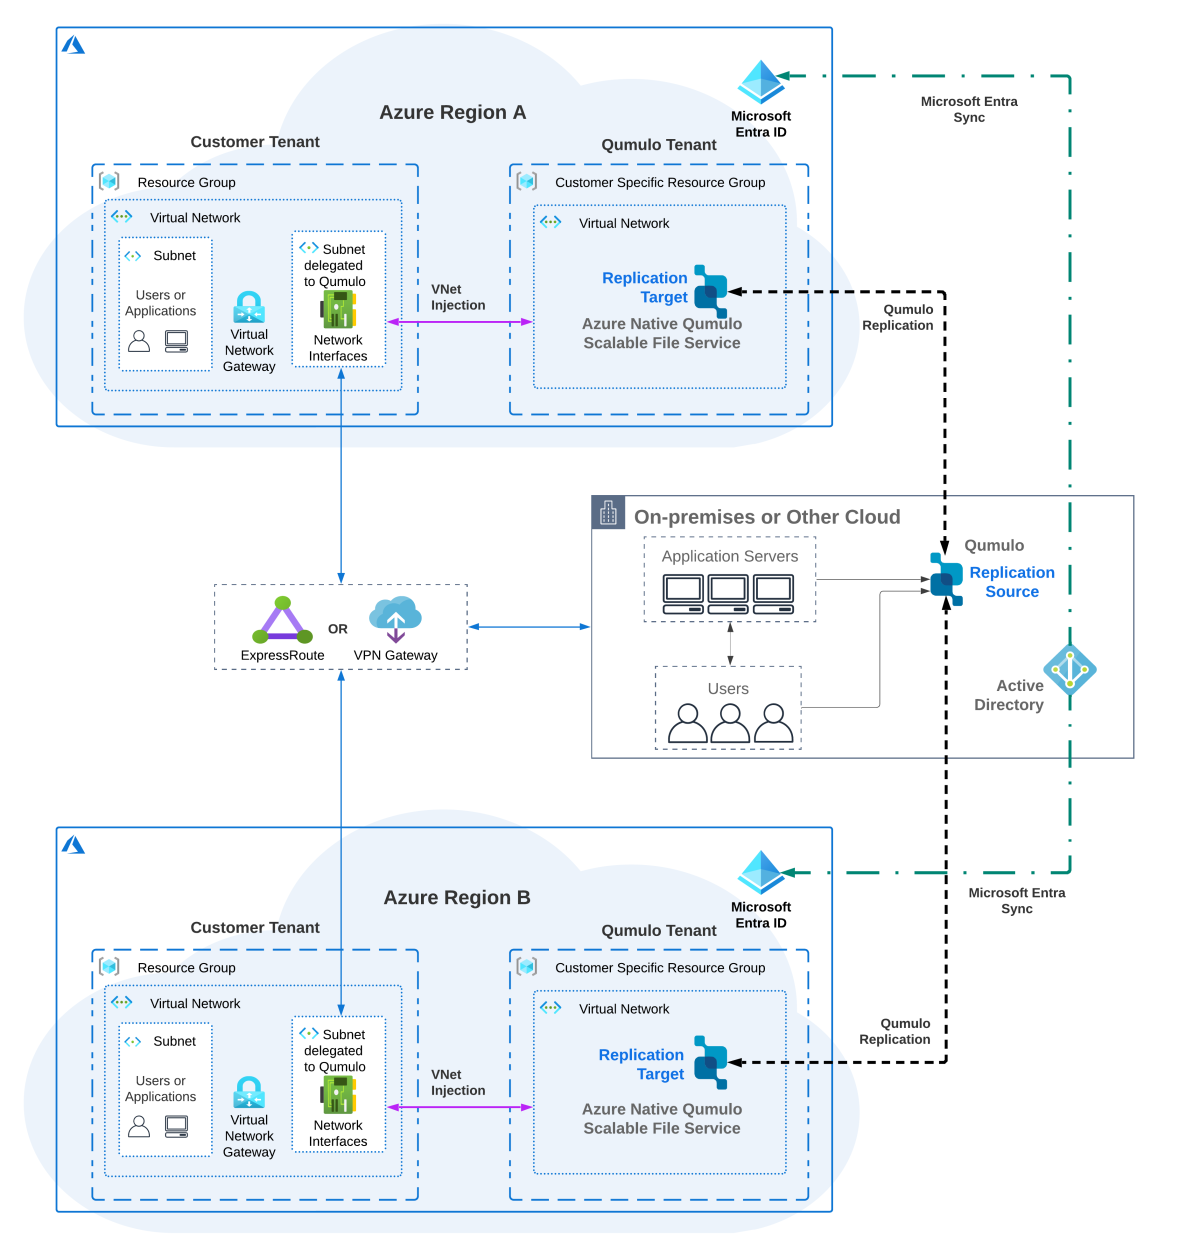 Azure Region A
Microsoft
Entra ID
Microsoft Entra
Sync
Customer Tenant
Qumulo Tenant
Resource Group
Customer Specific Resource Group
Virtual Network
Virtual Network
Subnet
Users or
Applications
Virtual
Network
Gateway
Subnet
delegated
to Qumulo
Network
Interfaces
VNet
Injection
Replication
Target
Azure Native Qumulo
Scalable File Service
Qumulo
Replication
On-premises or Other Cloud
Application Servers
Qumulo
Replication
Source
Users
Active
Directory
ExpressRoute
OR
VPN Gateway
Azure Region B
Microsoft
Entra ID
Microsoft Entra
Sync
Customer Tenant
Qumulo Tenant
Resource Group
Customer Specific Resource Group
Virtual Network
Virtual Network
Subnet
Users or
Applications
Virtual
Network
Gateway
Subnet
delegated
to Qumulo
Network
Interfaces
VNet
Injection
Replication
Target
Azure Native Qumulo
Scalable File Service
Qumulo
Replication